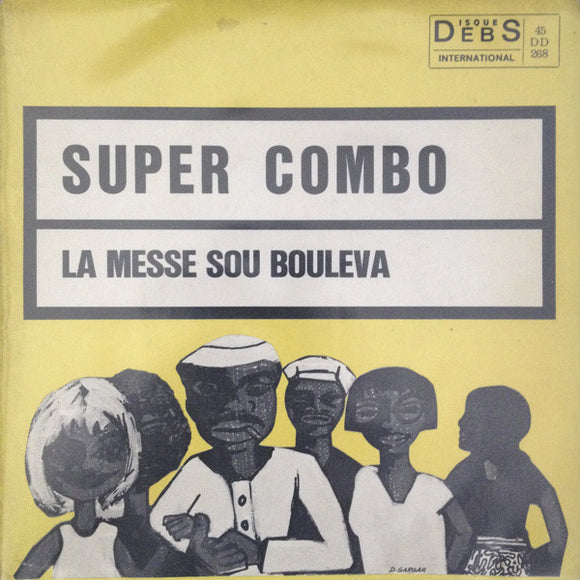 DISQUE DEBS
INTERNATIONAL
45
DD
268
SUPER COMBO
LA MESSE SOU BOULEVA
D. GARGAR